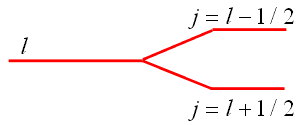 j = l − 1 / 2
l
j = l + 1 / 2